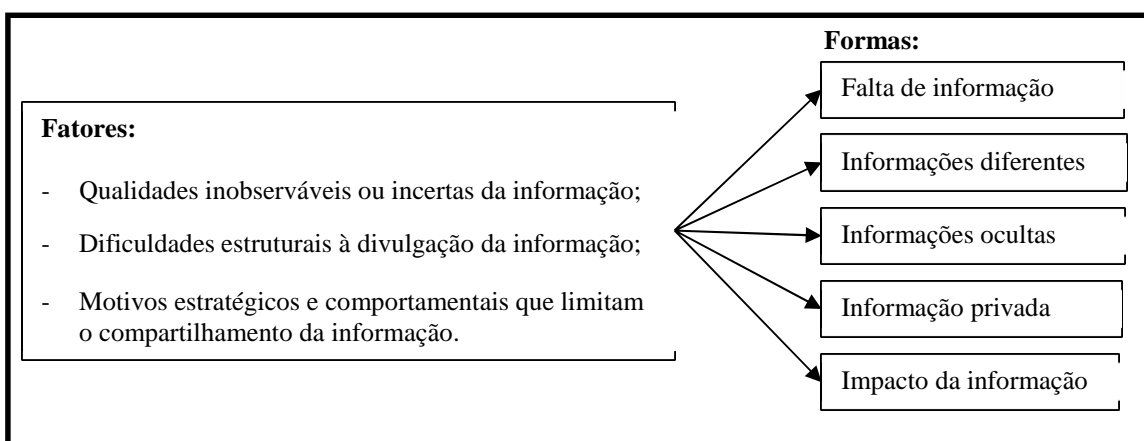 Formas:
Falta de informação
Fatores:
Informações diferentes
- Qualidades inobserváveis ou incertas da informação;
- Dificuldades estruturais à divulgação da informação;
Informações ocultas
- Motivos estratégicos e comportamentais que limitam
o compartilhamento da informação.
Informação privada
Impacto da informação